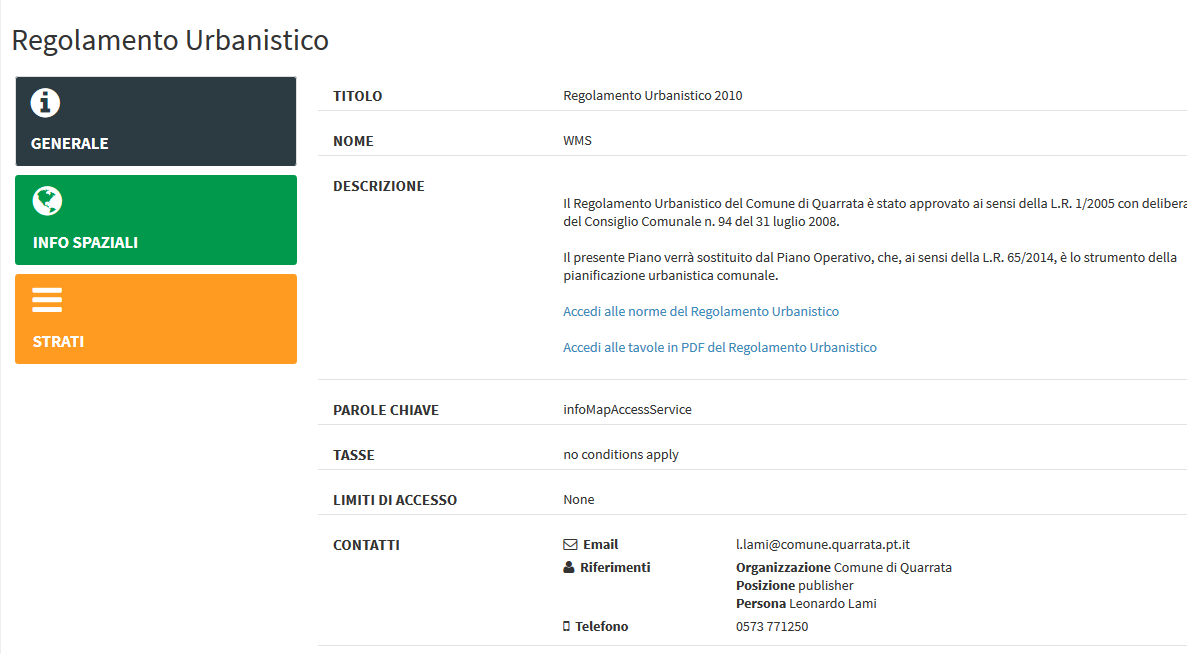 Regolamento Urbanistico
GENERALE
INFO SPAZIALI
STRATI
TITOLO Regolamento Urbanistico 2010
NOME WMS
DESCRIZIONE
Il Regolamento Urbanistico del Comune di Quarrata è stato approvato ai sensi della L.R. 1/2005 con delibera
del Consiglio Comunale n. 94 del 31 luglio 2008.
Il presente Piano verrà sostituito dal Piano Operativo, che, ai sensi della L.R. 65/2014, è lo strumento della
pianificazione urbanistica comunale.
Accedi alle norme del Regolamento Urbanistico
Accedi alle tavole in PDF del Regolamento Urbanistico
PAROLE CHIAVE infoMapAccessService
TASSE no conditions apply
LIMITI DI ACCESSO None
CONTATTI Email l.lami@comune.quarrata.pt.it
Riferimenti Organizzazione Comune di Quarrata
Posizione publisher
Persona Leonardo Lami
Telefono 0573 771250